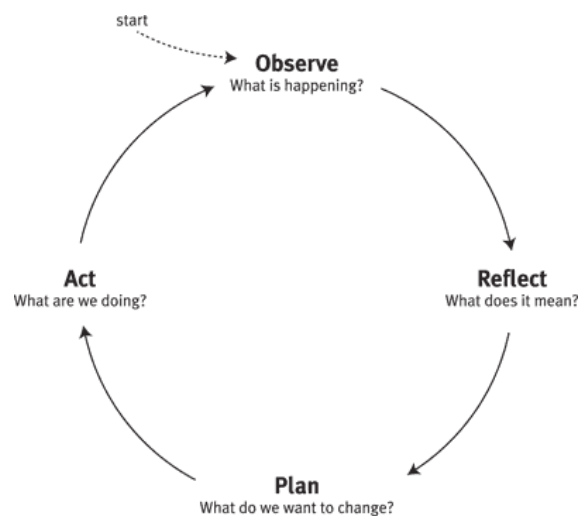 start
Observe
What is happening?
Reflect
What does it mean?
Plan
What do we want to change?
Act
What are we doing?